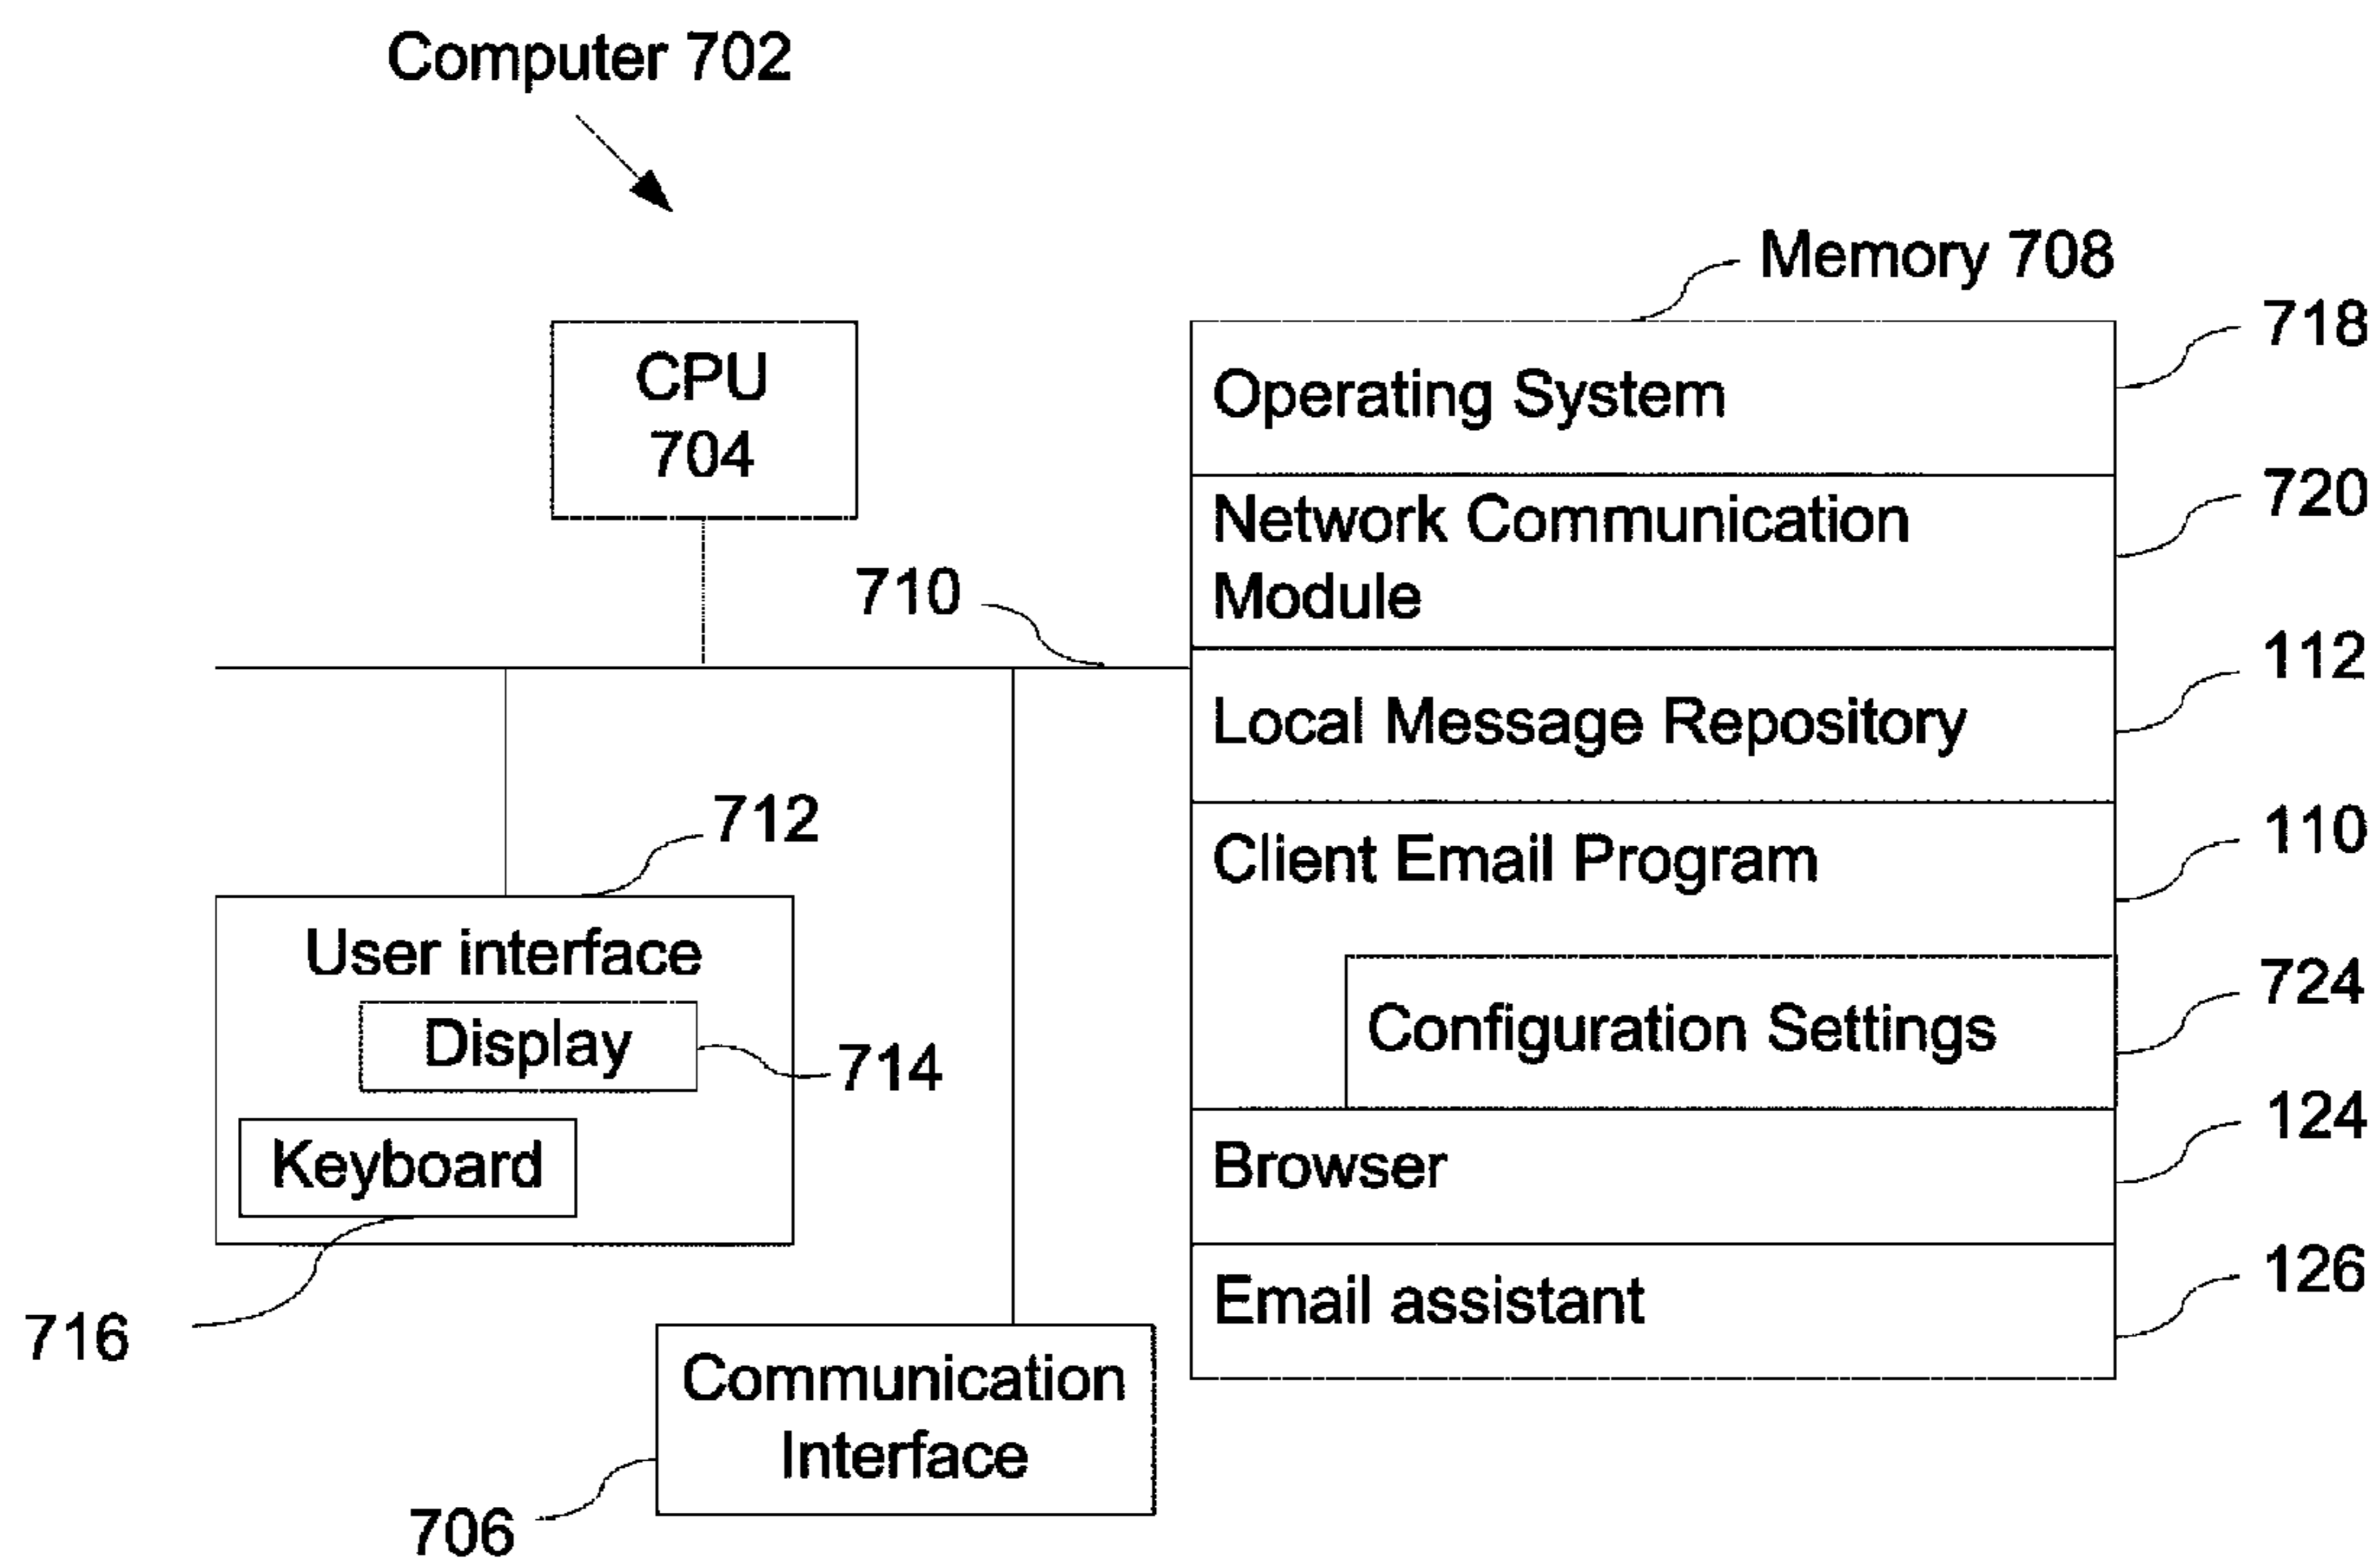 Computer 702
Memory 708
718
CPU
704
Operating System
720
Network Communication
Module
710
112
Local Message Repository
712
110
Client Email Program
User interface
724
Display
714
Configuration Settings
124
Keyboard
Browser
716
126
Email assistant
Communication
Interface
706